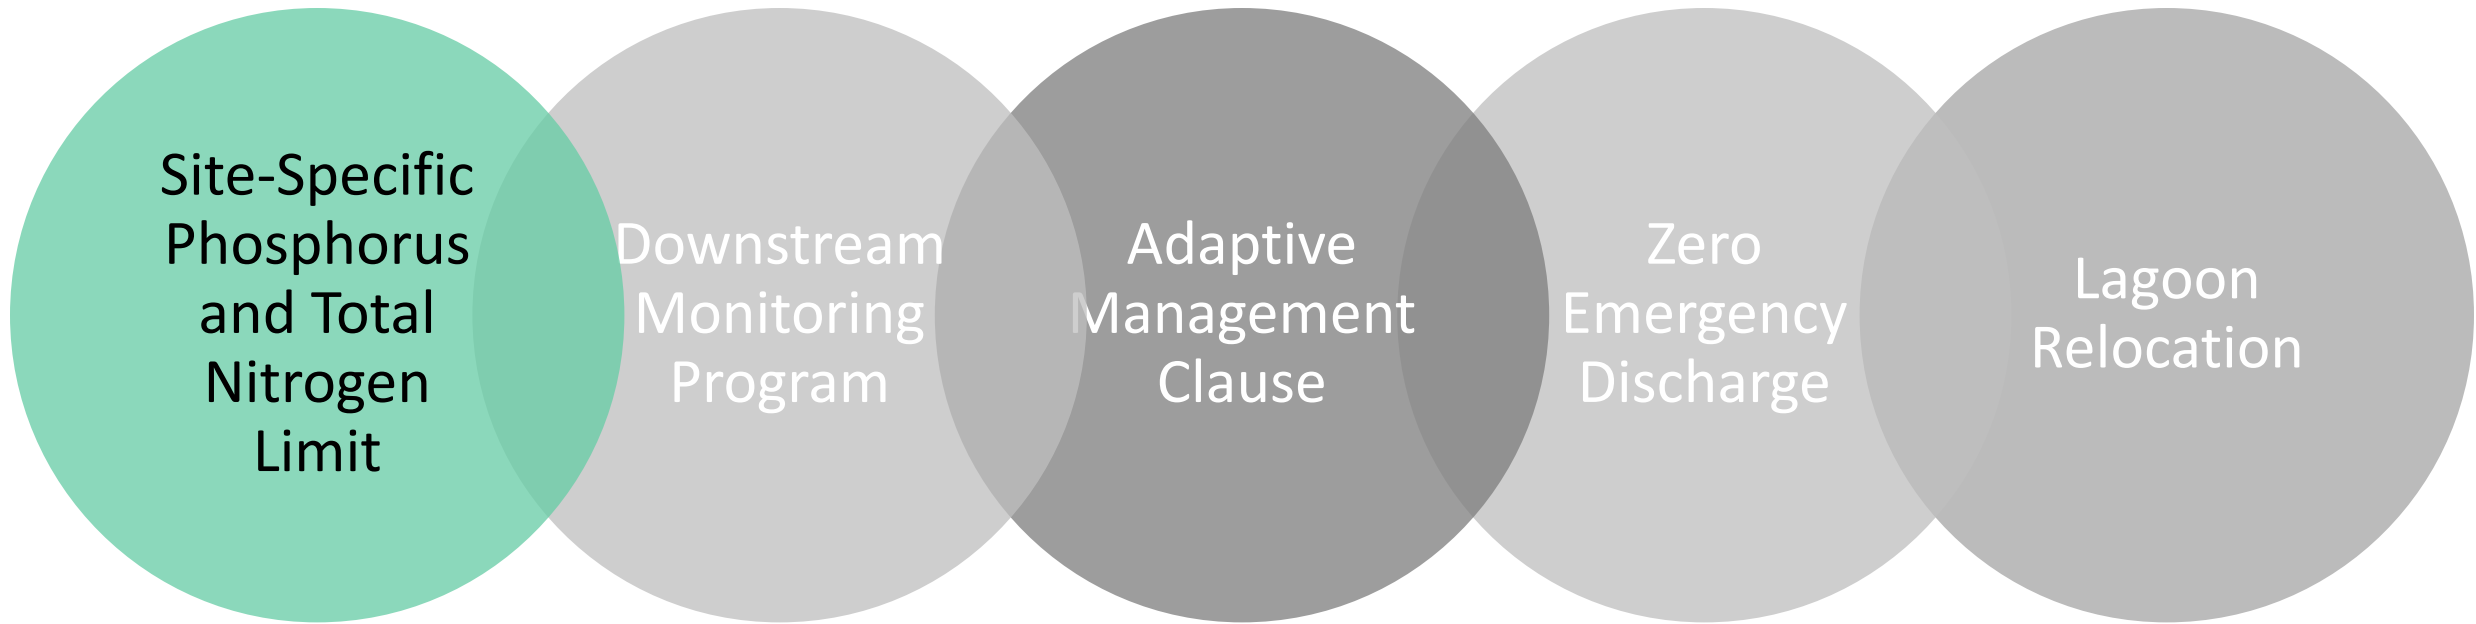 Site-Specific
Phosphorus
and Total
Nitrogen
Limit
Downstream
Monitoring
Program
Adaptive
Management
Clause
Zero
Emergency
Discharge
Lagoon
Relocation